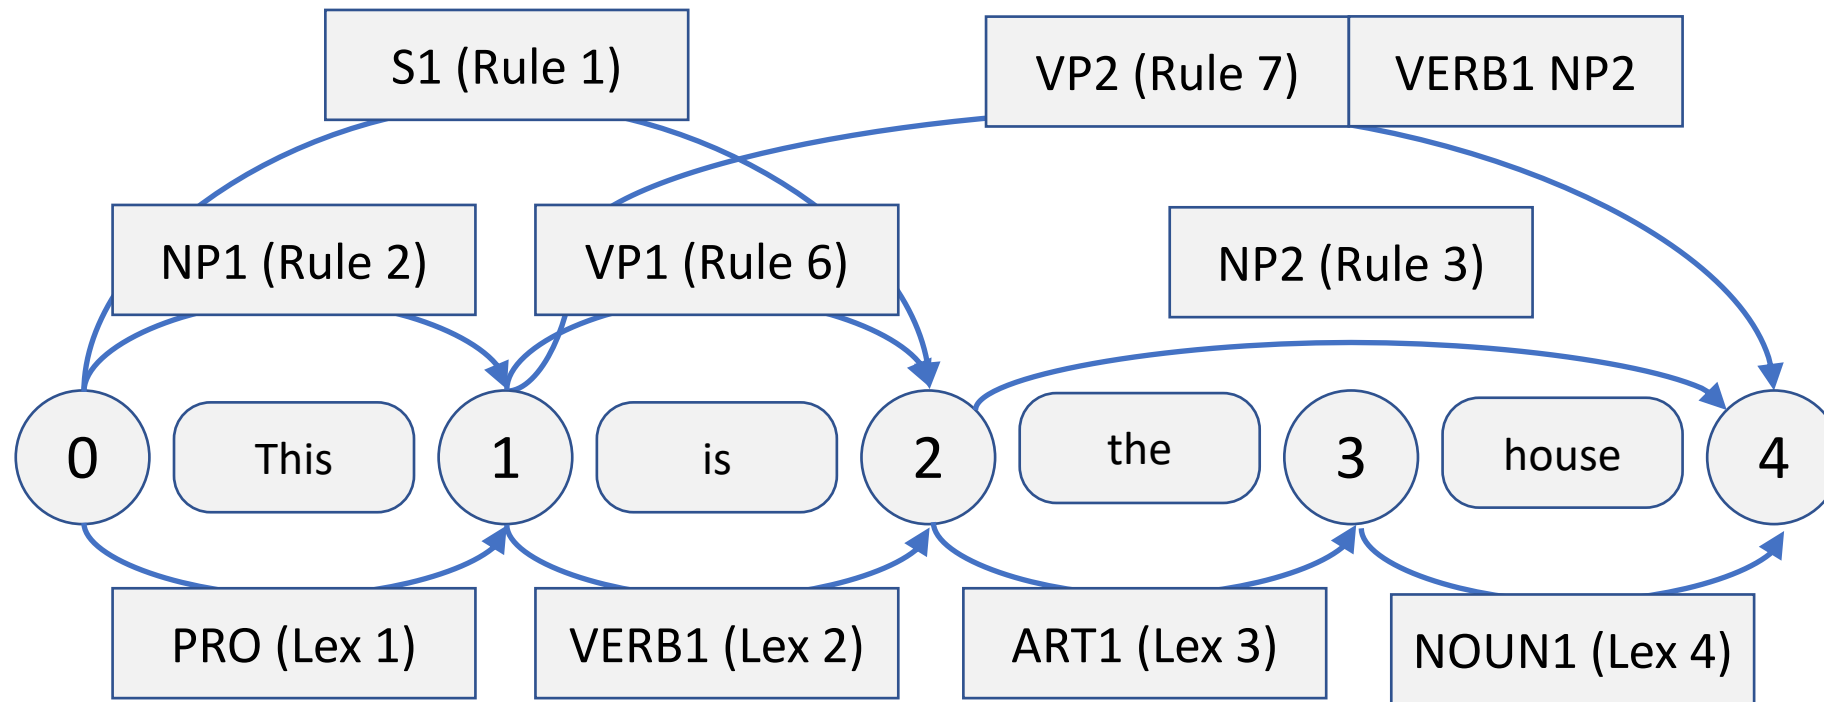 S1 (Rule 1)
VP2 (Rule 7) VERB1 NP2
NP1 (Rule 2) VP1 (Rule 6) NP2 (Rule 3)
0 This 1 is 2 the 3 house 4
PRO (Lex 1) VERB1 (Lex 2) ART1 (Lex 3) NOUN1 (Lex 4)